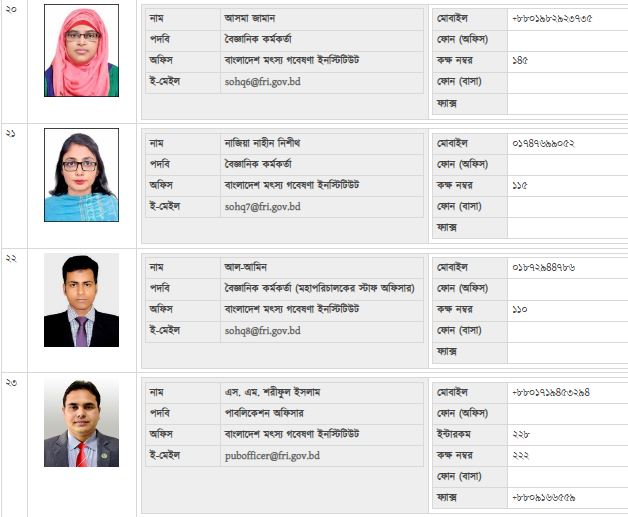 ২০
নাম আসমা জামান মোবাইল +৮৮০১৯৮২৯২৩৭৩৫
পদবি বৈজ্ঞানিক কর্মকর্তা ফোন (অফিস)
অফিস বাংলাদেশ মৎস্য গবেষণা ইনস্টিটিউট কক্ষ নম্বর ১৪৫
ই-মেইল sohq6@fri.gov.bd ফোন (বাসা)
ফ্যাক্স
২১
নাম নাজিয়া নাহীন নিশীথ মোবাইল ০১৭৪৭৬৯৯০৫২
পদবি বৈজ্ঞানিক কর্মকর্তা ফোন (অফিস)
অফিস বাংলাদেশ মৎস্য গবেষণা ইনস্টিটিউট কক্ষ নম্বর ১১৫
ই-মেইল sohq7@fri.gov.bd ফোন (বাসা)
ফ্যাক্স
২২
নাম আল-আমিন মোবাইল ০১৮৭২৯৪৪৭৮৬
পদবি বৈজ্ঞানিক কর্মকর্তা (মহাপরিচালকের স্টাফ অফিসার) ফোন (অফিস)
অফিস বাংলাদেশ মৎস্য গবেষণা ইনস্টিটিউট কক্ষ নম্বর ১১০
ই-মেইল sohq8@fri.gov.bd ফোন (বাসা)
ফ্যাক্স
২৩
নাম এস. এম. শরীফুল ইসলাম মোবাইল +৮৮০১৭১৯৪৫৩২৯৪
পদবি পাবলিকেশন অফিসার ফোন (অফিস)
অফিস বাংলাদেশ মৎস্য গবেষণা ইনস্টিটিউট ইন্টারকম ২২৮
ই-মেইল pubofficer@fri.gov.bd কক্ষ নম্বর ২২২
ফোন (বাসা)
ফ্যাক্স +৮৮০৯১৬৬৫৫৯